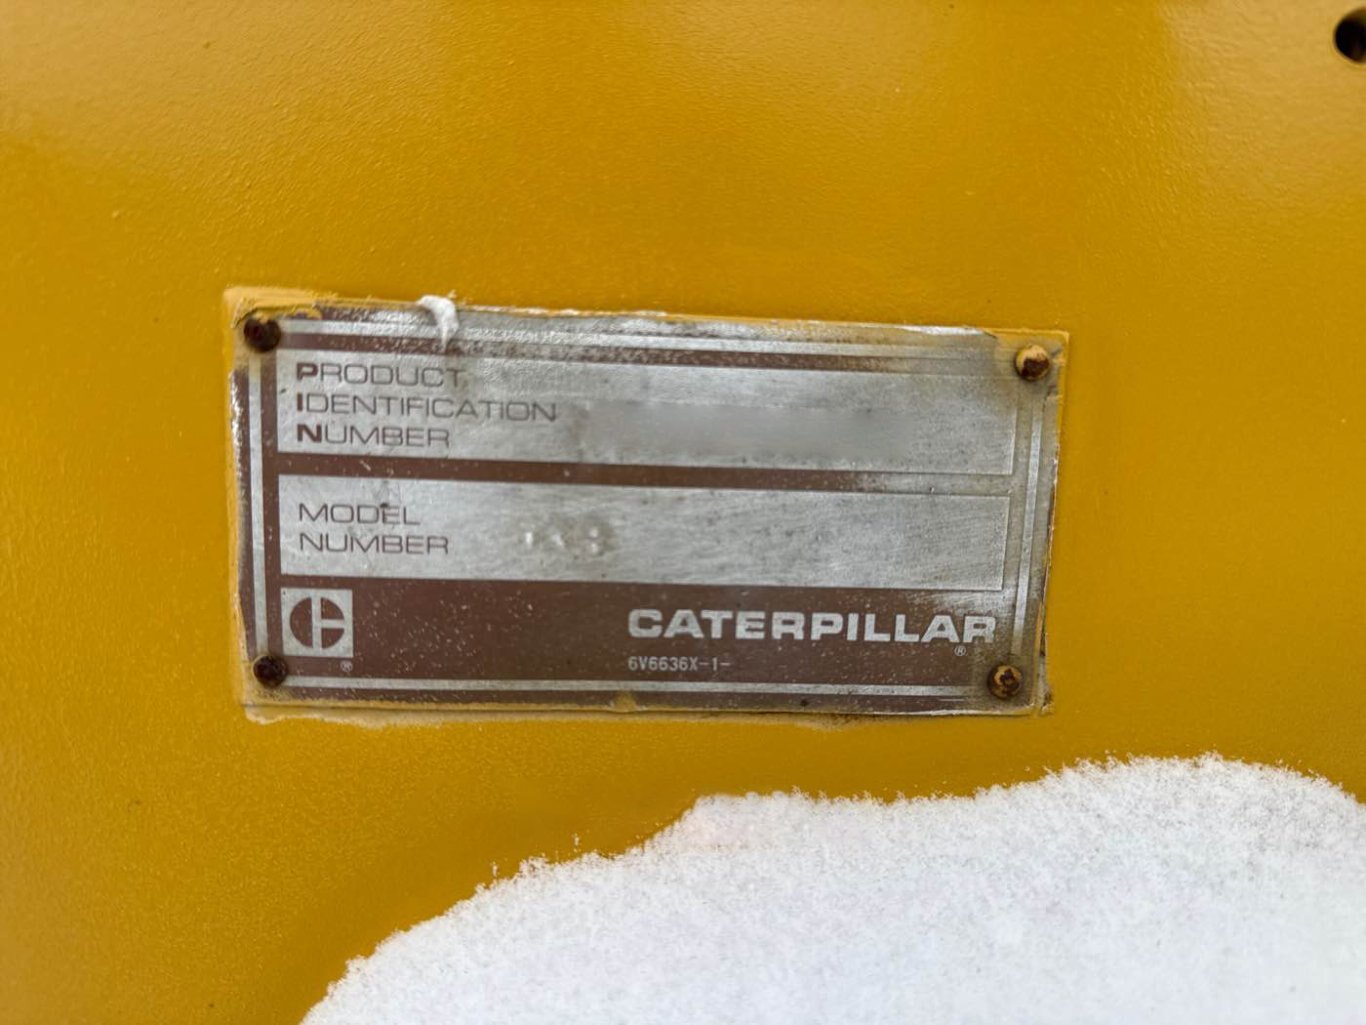 PRODUCT
IDENTIFICATION
NUMBER
MODEL
NUMBER
CATERPILLAR
®
®
6V6636X-1-